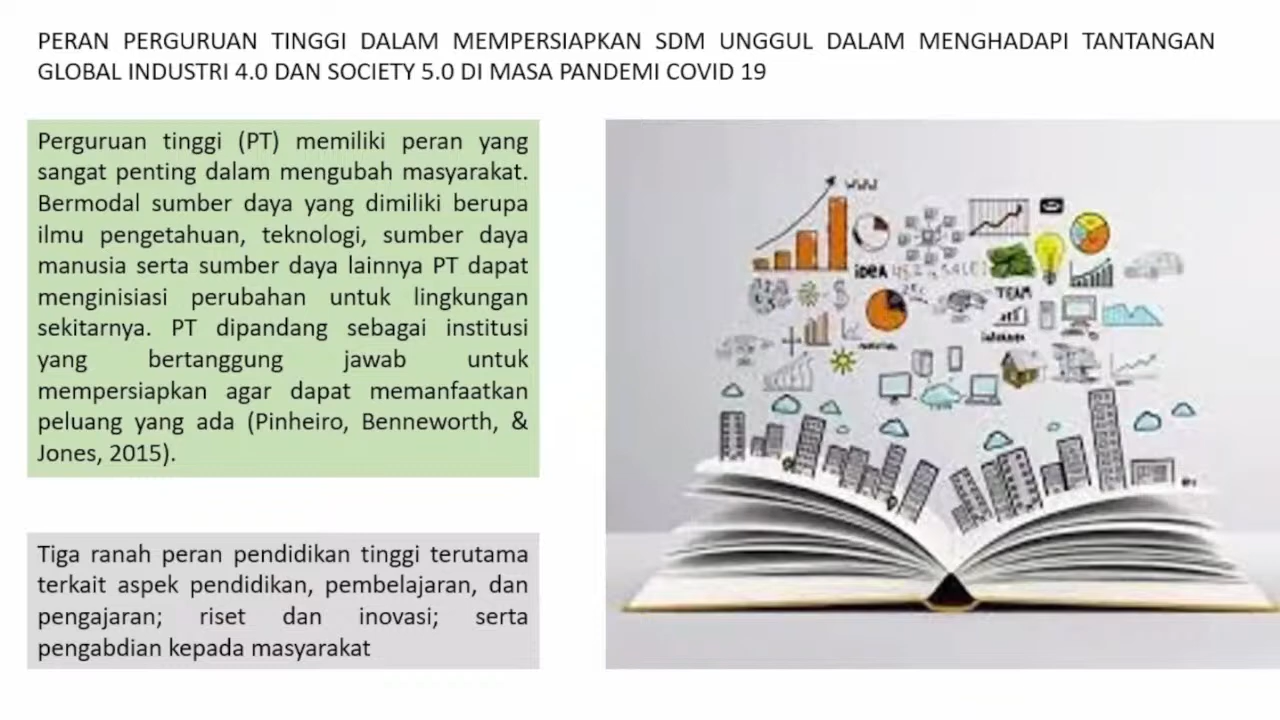 PERAN PERGURUAN TINGGI DALAM MEMPERSIAPKAN SDM UNGGUL DALAM MENGHADAPI TANTANGAN
GLOBAL INDUSTRI 4.0 DAN SOCIETY 5.0 DI MASA PANDEMI COVID 19
Perguruan tinggi (PT) memiliki peran yang
sangat penting dalam mengubah masyarakat.
Bermodal sumber daya yang dimiliki berupa
ilmu pengetahuan, teknologi, sumber daya
manusia serta sumber daya lainnya PT dapat
menginisiasi perubahan untuk lingkungan
sekitarnya. PT dipandang sebagai institusi
yang bertanggung jawab untuk
mempersiapkan agar dapat memanfaatkan
peluang yang ada (Pinheiro, Benneworth, &
Jones, 2015).
Tiga ranah peran pendidikan tinggi terutama
terkait aspek pendidikan, pembelajaran, dan
pengajaran; riset dan inovasi; serta
pengabdian kepada masyarakat
www
IDEA
TEAM